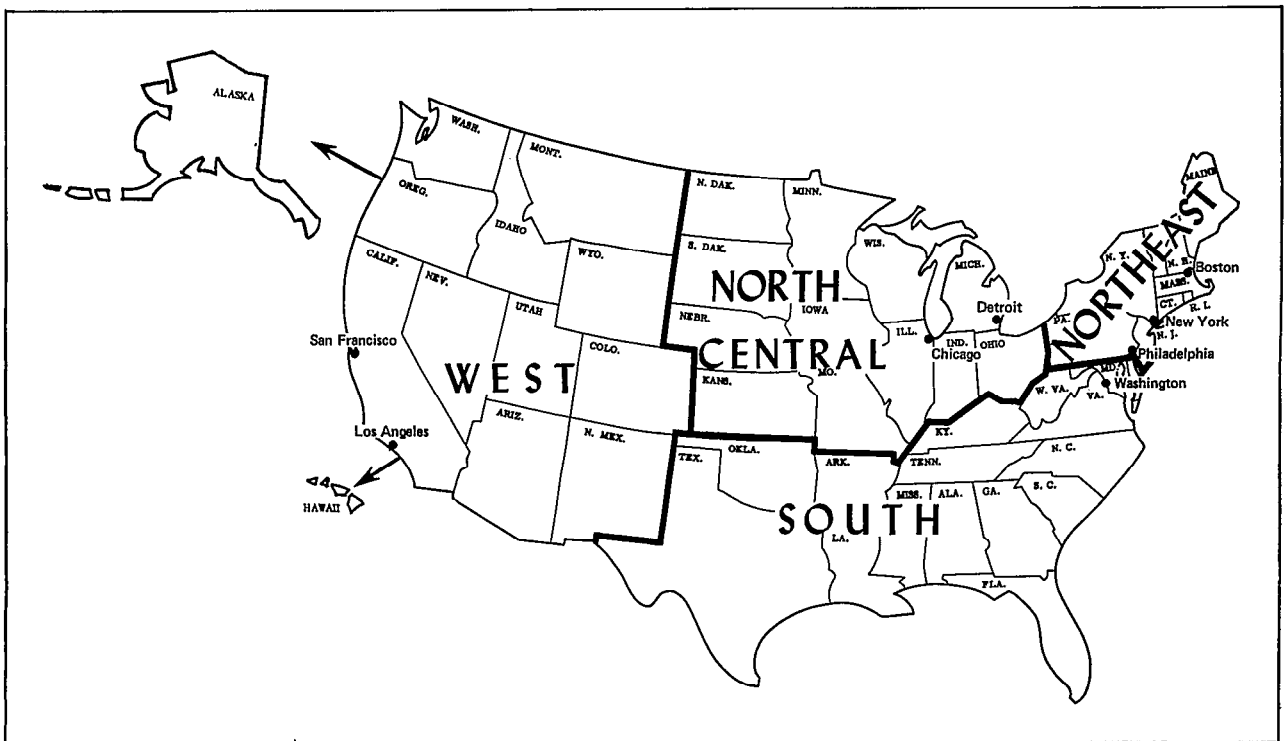 ALASKA
WASH.
MONT.
N. DAK.
MINN.
MAINE
OREG.
IDAHO
S. DAK.
WIS.
MICH.
N. Y.
N. H.
Boston
MASS.
CT.
R. I.
NORTHEAST
CALIF.
NEV.
WYO.
NORTH
CENTRAL
IOWA
Detroit
UTAH
NEBR.
ILL.
IND.
OHIO
PA.
New York
N. J.
San Francisco
COLO.
Chicago
Philadelphia
WEST
KANS.
MO.
MD.
Washington
W. VA.
VA.
ARIZ.
N. MEX.
KY.
Los Angeles
TEX.
OKLA.
ARK.
TENN.
N. C.
HAWAII
MISS.
ALA.
GA.
S. C.
SOUTH
LA.
FLA.